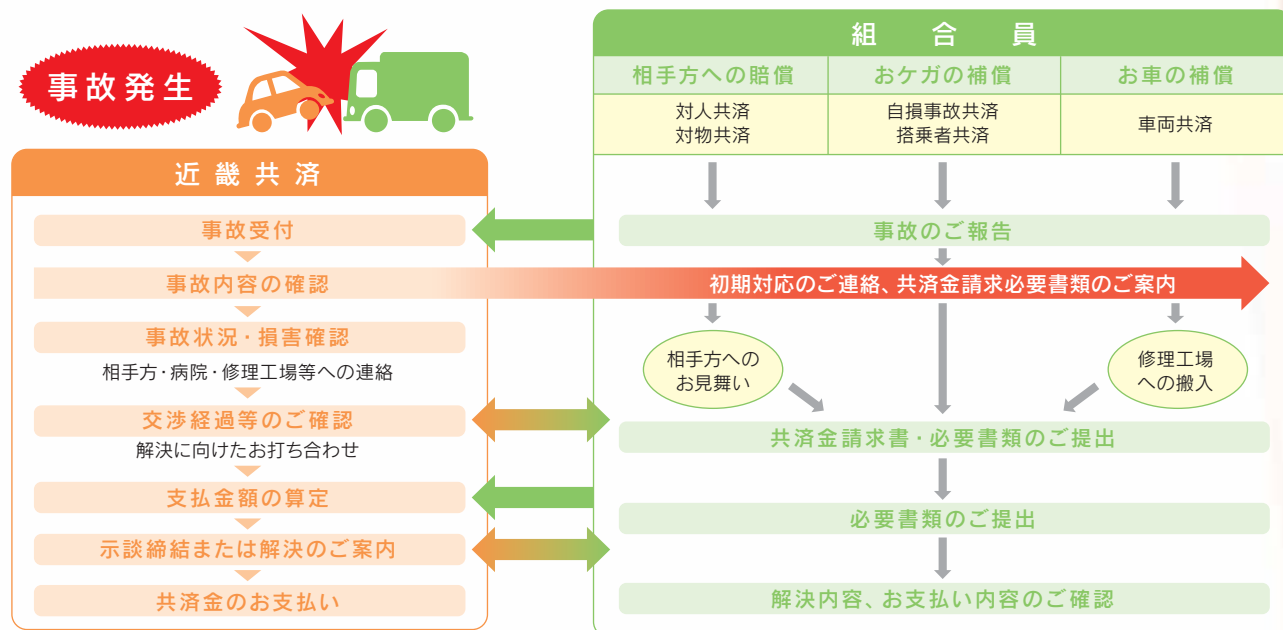 事故発生
近畿共済
事故受付
事故内容の確認
事故状況・損害確認
相手方・病院・修理工場等への連絡
交渉経過等のご確認
解決に向けたお打ち合わせ
支払金額の算定
示談締結または解決のご案内
共済金のお支払い
組合員
相手方への賠償
おケガの補償
お車の補償
対人共済
対物共済
自損事故共済
搭乗者共済
車両共済
事故のご報告
初期対応のご連絡、共済金請求必要書類のご案内
相手方への
お見舞い
修理工場
への搬入
共済金請求書・必要書類のご提出
必要書類のご提出
解決内容、お支払い内容のご確認